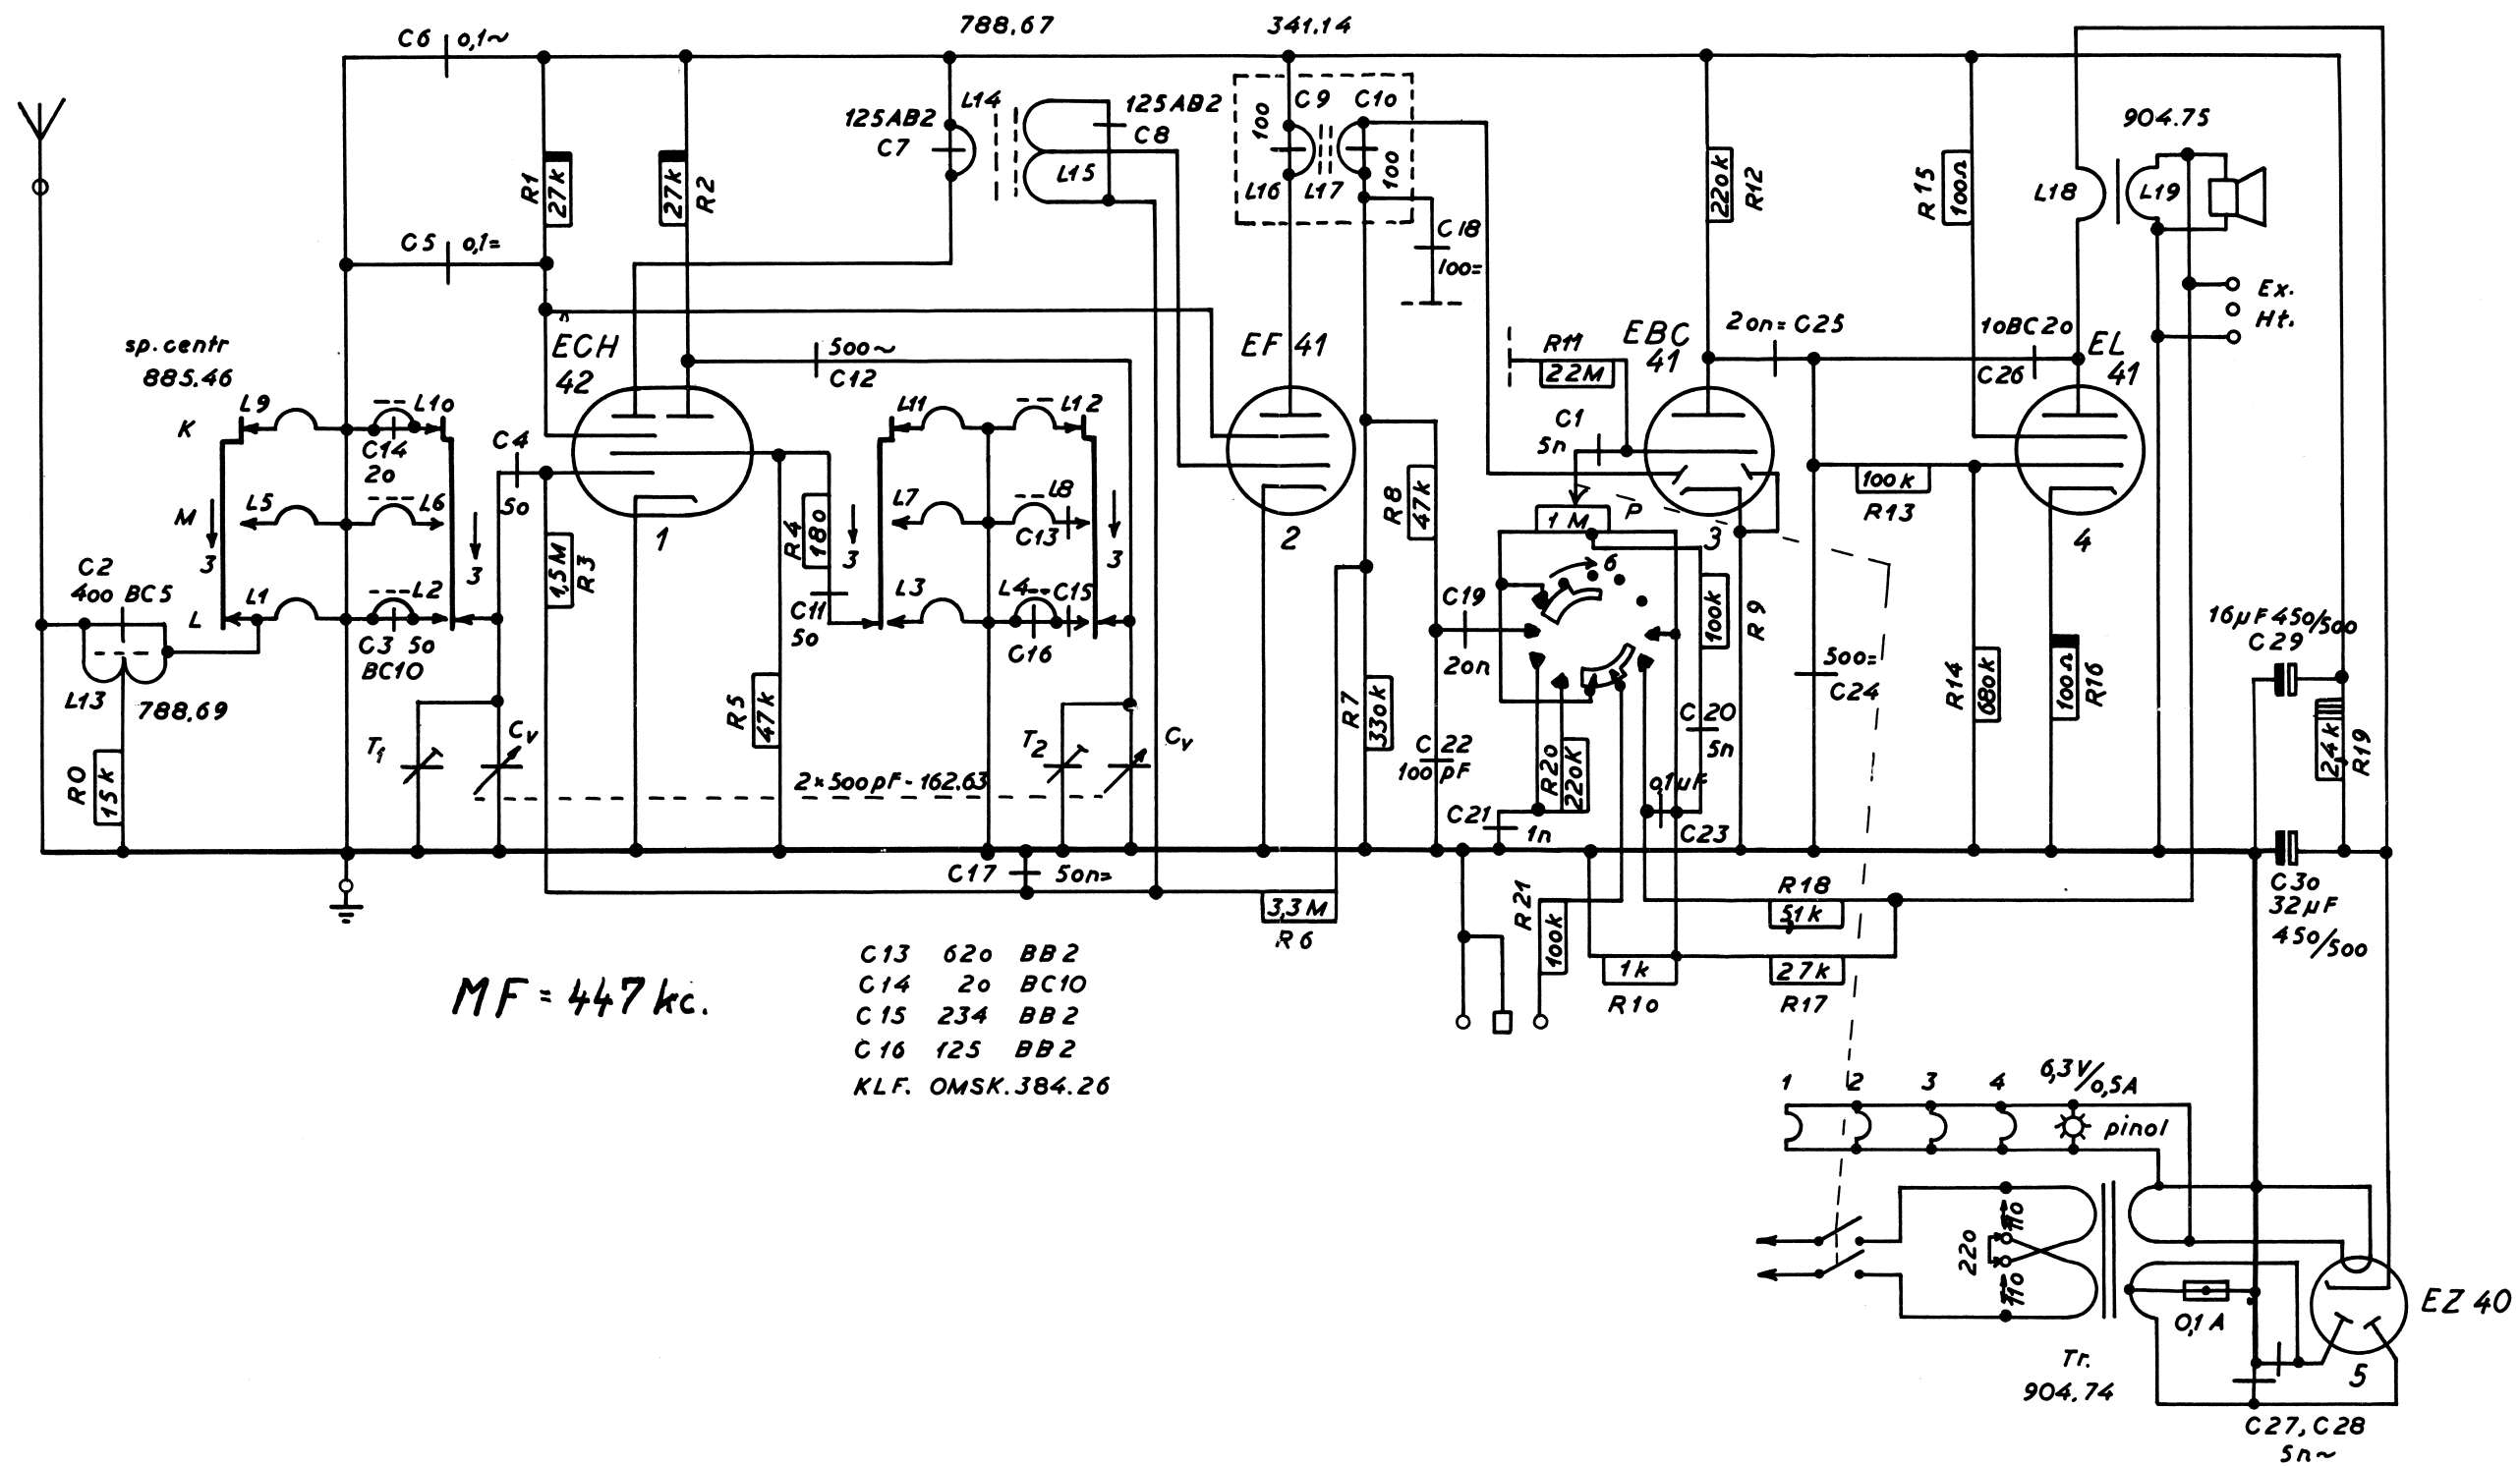 788.67
341.14
C6 0,1~
L14
125AB2
C7
125AB2
C8
L15
100
C9
C10
100
L16
L17
904.75
R1
27k
27k
R2
220k
R12
R15
100Ω
L18
L19
C5 0,1=
C18
100=
Ex.
Ht.
sp. centr
885.46
ECH
42
500~
C12
EF 41
R11
22M
EBC
41
20n= C25
10BC20
C26
EL
41
K
L9
L10
C14
20
C4
50
L11
L12
C1
5n
M
L5
L6
L7
L8
C13
3
3
3
3
1
2
3
4
R4
180
R8
47k
1M
P
100k
R13
C2
400 BC5
1,5M
R3
L
L1
L2
C3 50
BC10
C11
50
L3
L4
C15
C16
C19
20n
6
100k
R9
500=
C24
16µF 450/500
C29
L13
788.69
R5
47k
R7
330k
C20
5n
R14
680k
100Ω
R16
R0
15k
T1
Cv
2×500pF-162.63
T2
Cv
C22
100pF
R20
220K
0,1µF
2,4k
R19
C21
1n
C23
C17
50n=
3,3M
R6
R21
100k
R18
51k
C30
32µF
450/500
1k
R10
27k
R17
MF = 447 kc.
C13 620 BB2
C14 20 BC10
C15 234 BB2
C16 125 BB2
KLF. OMSK. 384.26
1
2
3
4
6,3V/0,5A
pinol
220
110
110
0,1A
EZ 40
5
Tr.
904.74
C27, C28
5n~